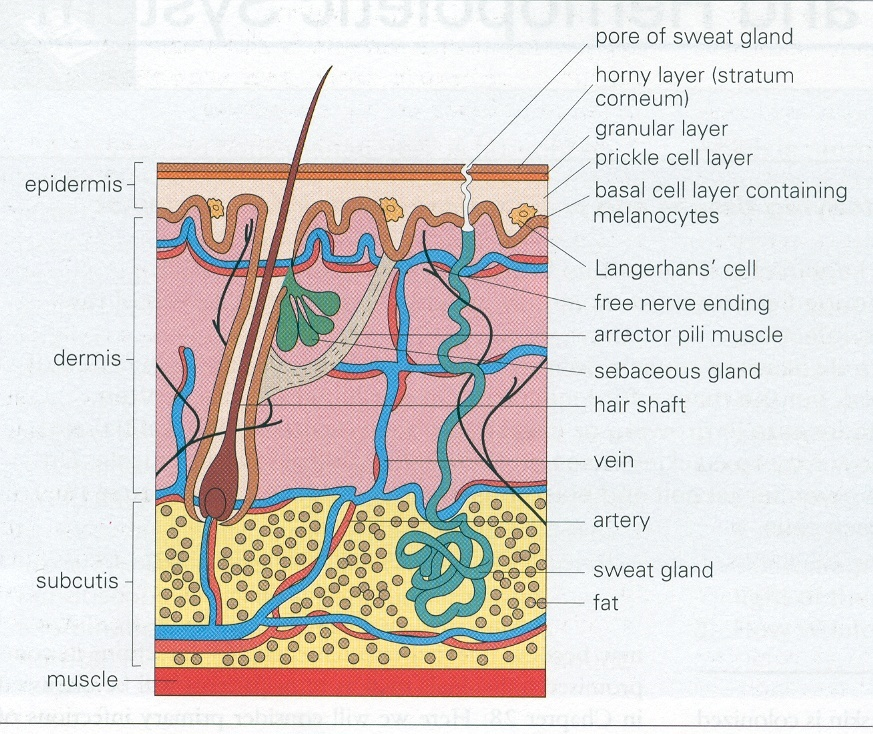 pore of sweat gland
horny layer (stratum
corneum)
granular layer
prickle cell layer
basal cell layer containing
melanocytes
Langerhans' cell
free nerve ending
arrector pili muscle
sebaceous gland
hair shaft
vein
artery
sweat gland
fat
epidermis
dermis
subcutis
muscle